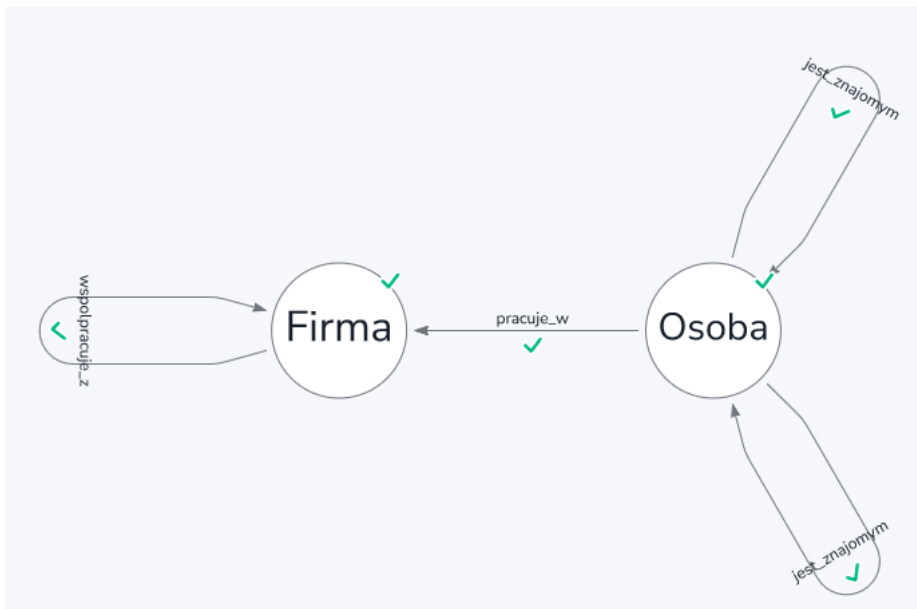 jest_znajomym
wspolpracuje_z
Firma
pracuje_w
Osoba
jest_znajomym